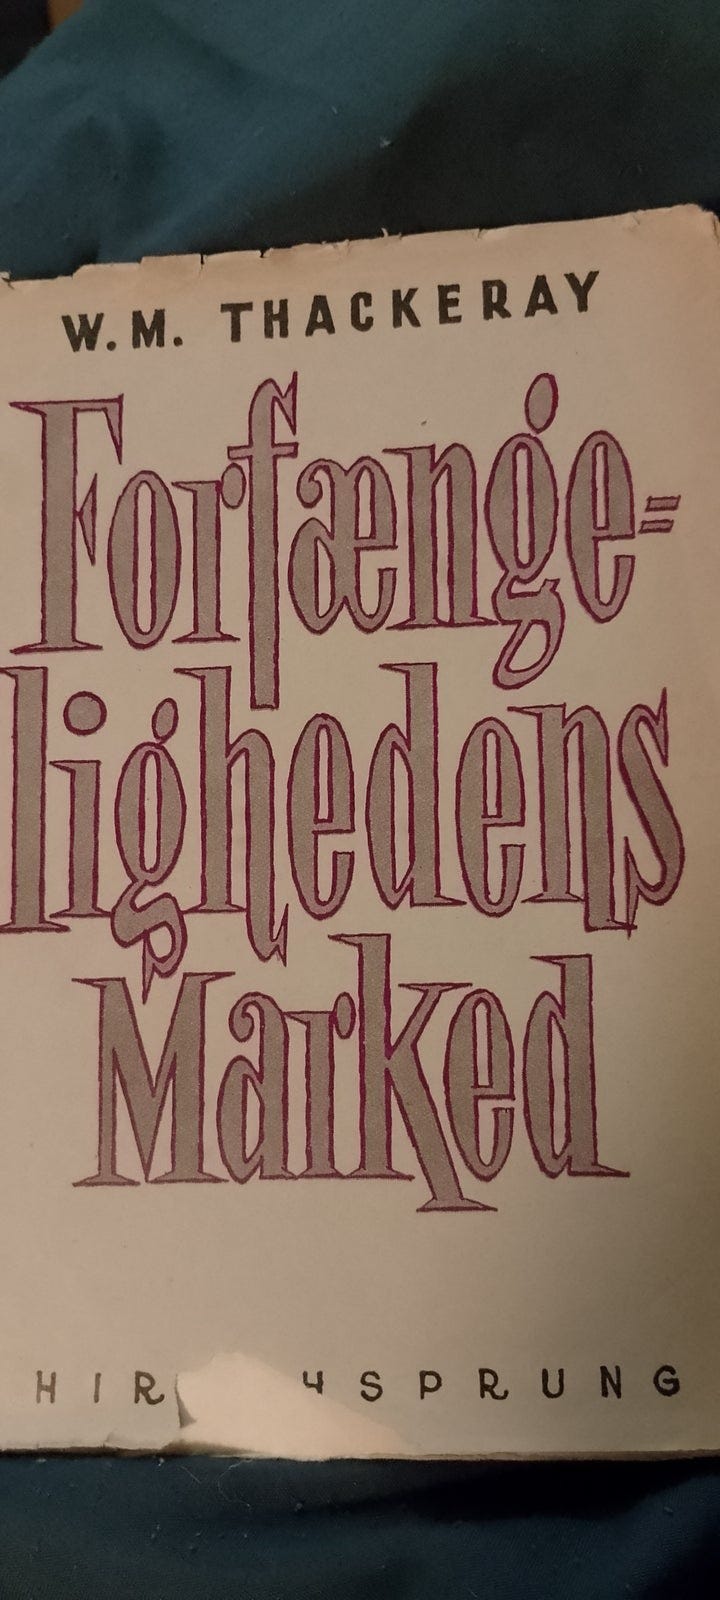 W. M. THACKERAY
Forfænge=
lighedens
Marked
HIR HSPRUNG